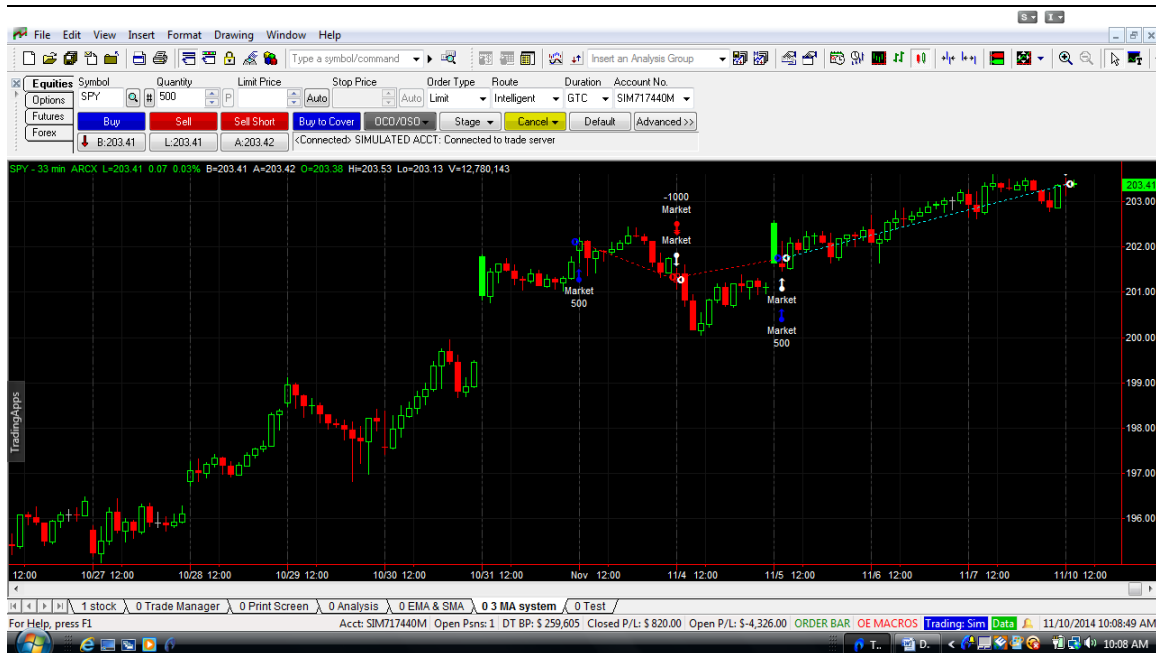 S I
File Edit View Insert Format Drawing Window Help
Type a symbol/command Insert an Analysis Group
Equities Symbol Quantity Limit Price Stop Price Order Type Route Duration Account No.
Options SPY # 500 P Auto Auto Limit Intelligent GTC SIM717440M
Futures Buy Sell Sell Short Buy to Cover OCO/OSO Stage Cancel Default Advanced >>
Forex B:203.41 L:203.41 A:203.42 <Connected> SIMULATED ACCT: Connected to trade server
SPY - 33 min ARCX L=203.41 0.07 0.03% B=203.41 A=203.42 O=203.38 Hi=203.53 Lo=203.13 V=12,780,143
203.41
203.00
-1000
Market
Market
202.00
Market
500
201.00
Market
Market
500
200.00
199.00
198.00
197.00
196.00
TradingApps
12:00 10/27 12:00 10/28 12:00 10/29 12:00 10/30 12:00 10/31 12:00 Nov 12:00 11/4 12:00 11/5 12:00 11/6 12:00 11/7 12:00 11/10 12:00
1 stock 0 Trade Manager 0 Print Screen 0 Analysis 0 EMA & SMA 0 3 MA system 0 Test
For Help, press F1 Acct: SIM717440M Open Psns: 1 DT BP: $ 259,605 Closed P/L: $ 820.00 Open P/L: $-4,326.00 ORDER BAR OE MACROS Trading: Sim Data 11/10/2014 10:08:49 AM
T... D. < 10:08 AM